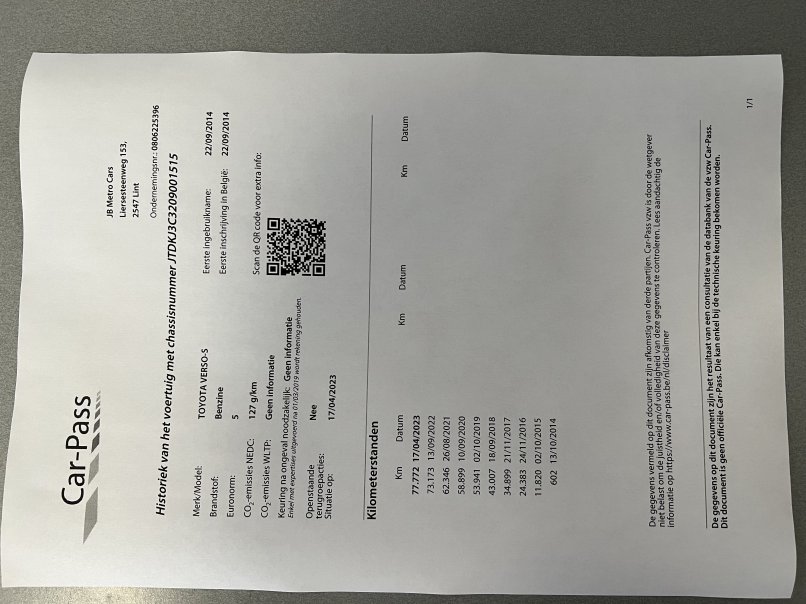 Car-Pass
JB Metro Cars
Liersesteenweg 153,
2547 Lint
Ondernemingsnr.: 0806225396
Historiek van het voertuig met chassisnummer JTDKJ3C3209001515
Merk/Model: TOYOTA VERSO-S
Eerste ingebruikname: 22/09/2014
Brandstof: Benzine
Eerste inschrijving in België: 22/09/2014
Euronorm: 5
CO2-emissies NEDC: 127 g/km
Scan de QR code voor extra info:
CO2-emissies WLTP: Geen informatie
Keuring na ongeval noodzakelijk: Geen informatie
Enkel met expertises uitgevoerd na 01/03/2019 wordt rekening gehouden.
Openstaande
terugroepacties: Nee
Situatie op: 17/04/2023
Kilometerstanden
Km Datum Km Datum Km Datum
77.772 17/04/2023
73.173 13/09/2022
62.346 26/08/2021
58.899 10/09/2020
53.941 02/10/2019
43.007 18/09/2018
34.899 21/11/2017
24.383 24/11/2016
11.820 02/10/2015
602 13/10/2014
De gegevens vermeld op dit document zijn afkomstig van derde partijen. Car-Pass vzw is door de wetgever
niet belast om de juistheid en/of volledigheid van deze gegevens te controleren. Lees aandachtig de
informatie op https://www.car-pass.be/nl/disclaimer
De gegevens op dit document zijn het resultaat van een consultatie van de databank van de vzw Car-Pass.
Dit document is geen officiële Car-Pass. Die kan enkel bij de technische keuring bekomen worden.
1/1